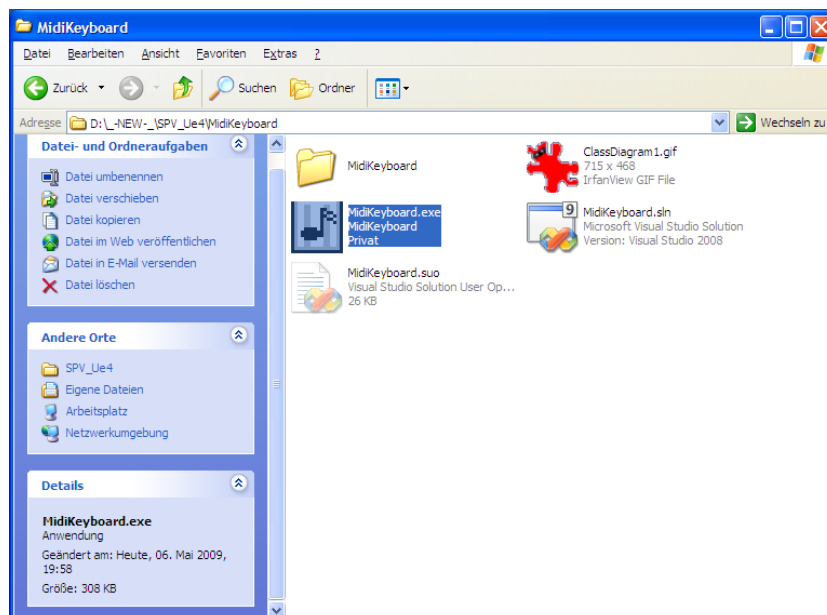 MidiKeyboard
Datei Bearbeiten Ansicht Favoriten Extras ?
Zurück Suchen Ordner
Adresse D:\_-NEW-_\SPV_Ue4\MidiKeyboard Wechseln zu
Datei- und Ordneraufgaben
Datei umbenennen
Datei verschieben
Datei kopieren
Datei im Web veröffentlichen
Datei in E-Mail versenden
Datei löschen
Andere Orte
SPV_Ue4
Eigene Dateien
Arbeitsplatz
Netzwerkumgebung
Details
MidiKeyboard.exe
Anwendung
Geändert am: Heute, 06. Mai 2009,
19:58
Größe: 308 KB
MidiKeyboard
ClassDiagram1.gif
715 x 468
IrfanView GIF File
MidiKeyboard.exe
MidiKeyboard
Privat
9
MidiKeyboard.sln
Microsoft Visual Studio Solution
Version: Visual Studio 2008
MidiKeyboard.suo
Visual Studio Solution User Op...
26 KB